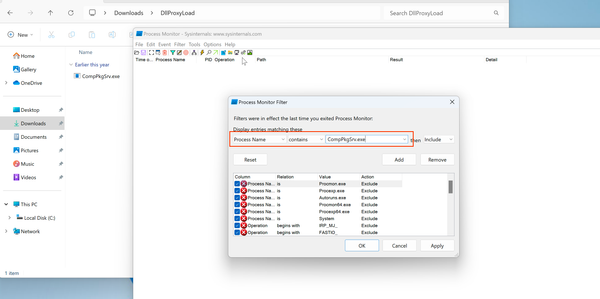 Downloads
DllProxyLoad
Search DllProxyLoad
New
Home
Gallery
OneDrive
Desktop
Downloads
Documents
Pictures
Music
Videos
This PC
Local Disk (C:)
Network
1 item
Name
Earlier this year
CompPkgSrv.exe
Process Monitor - Sysinternals: www.sysinternals.com
File Edit Event Filter Tools Options Help
Time o... Process Name PID Operation Path Result Detail
Process Monitor Filter
Filters were in effect the last time you exited Process Monitor:
Display entries matching these
Process Name contains CompPkgSrv.exe then Include
Reset Add Remove
Column Relation Value Action
Process Na... is Procmon.exe Exclude
Process Na... is Procexp.exe Exclude
Process Na... is Autoruns.exe Exclude
Process Na... is Procmon64.exe Exclude
Process Na... is Procexp64.exe Exclude
Process Na... is System Exclude
Operation begins with IRP_MJ_ Exclude
Operation begins with FASTIO_ Exclude
OK Cancel Apply